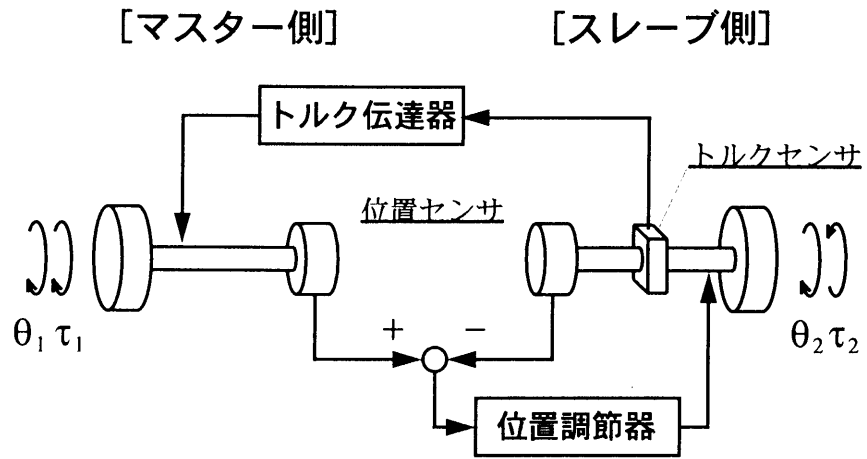 [マスター側]
[スレーブ側]
トルク伝達器
トルクセンサ
位置センサ
θ₁ τ₁
θ₂ τ₂
+ −
位置調節器